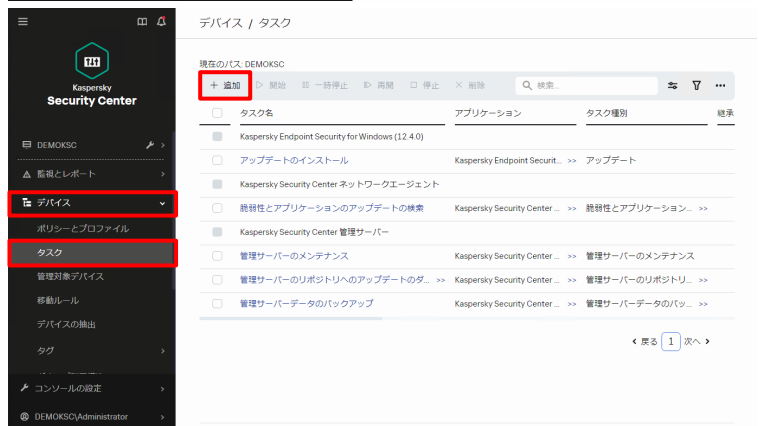 Kaspersky
Security Center
DEMOKSC
監視とレポート
デバイス
ポリシーとプロファイル
タスク
管理対象デバイス
移動ルール
デバイスの抽出
タグ
コンソールの設定
DEMOKSC\Administrator
デバイス / タスク
現在のパス: DEMOKSC
+ 追加 ▷ 開始 一時停止 再開 停止 × 削除 検索...
タスク名 アプリケーション タスク種別 継承
Kaspersky Endpoint Security for Windows (12.4.0)
アップデートのインストール Kaspersky Endpoint Securit... >> アップデート
Kaspersky Security Center ネットワークエージェント
脆弱性とアプリケーションのアップデートの検索 Kaspersky Security Center ... >> 脆弱性とアプリケーション... >>
Kaspersky Security Center 管理サーバー
管理サーバーのメンテナンス Kaspersky Security Center ... >> 管理サーバーのメンテナンス
管理サーバーのリポジトリへのアップデートのダ... >> Kaspersky Security Center ... >> 管理サーバーのリポジトリ... >>
管理サーバーデータのバックアップ Kaspersky Security Center ... >> 管理サーバーデータのバッ... >>
戻る 1 次へ